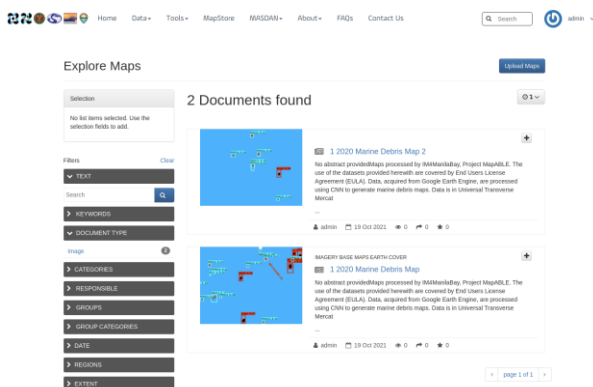 Home Data Tools MapStore MASDAN About FAQs Contact Us Search admin
Explore Maps
Upload Maps
Selection
No list items selected. Use the
selection fields to add.
2 Documents found
1
Filters
Clear
TEXT
Search
KEYWORDS
DOCUMENT TYPE
image
2
CATEGORIES
RESPONSIBLE
GROUPS
GROUP CATEGORIES
DATE
REGIONS
EXTENT
1 2020 Marine Debris Map 2
No abstract providedMaps processed by IM4ManilaBay, Project MapABLE. The
use of the datasets provided herewith are covered by End Users License
Agreement (EULA). Data, acquired from Google Earth Engine, are processed
using CNN to generate marine debris maps. Data is in Universal Transverse
Mercat
...
admin 19 Oct 2021 0 0 0
IMAGERY BASE MAPS EARTH COVER
1 2020 Marine Debris Map
No abstract providedMaps processed by IM4ManilaBay, Project MapABLE. The
use of the datasets provided herewith are covered by End Users License
Agreement (EULA). Data, acquired from Google Earth Engine, are processed
using CNN to generate marine debris maps. Data is in Universal Transverse
Mercat
...
admin 19 Oct 2021 0 0 0
page 1 of 1